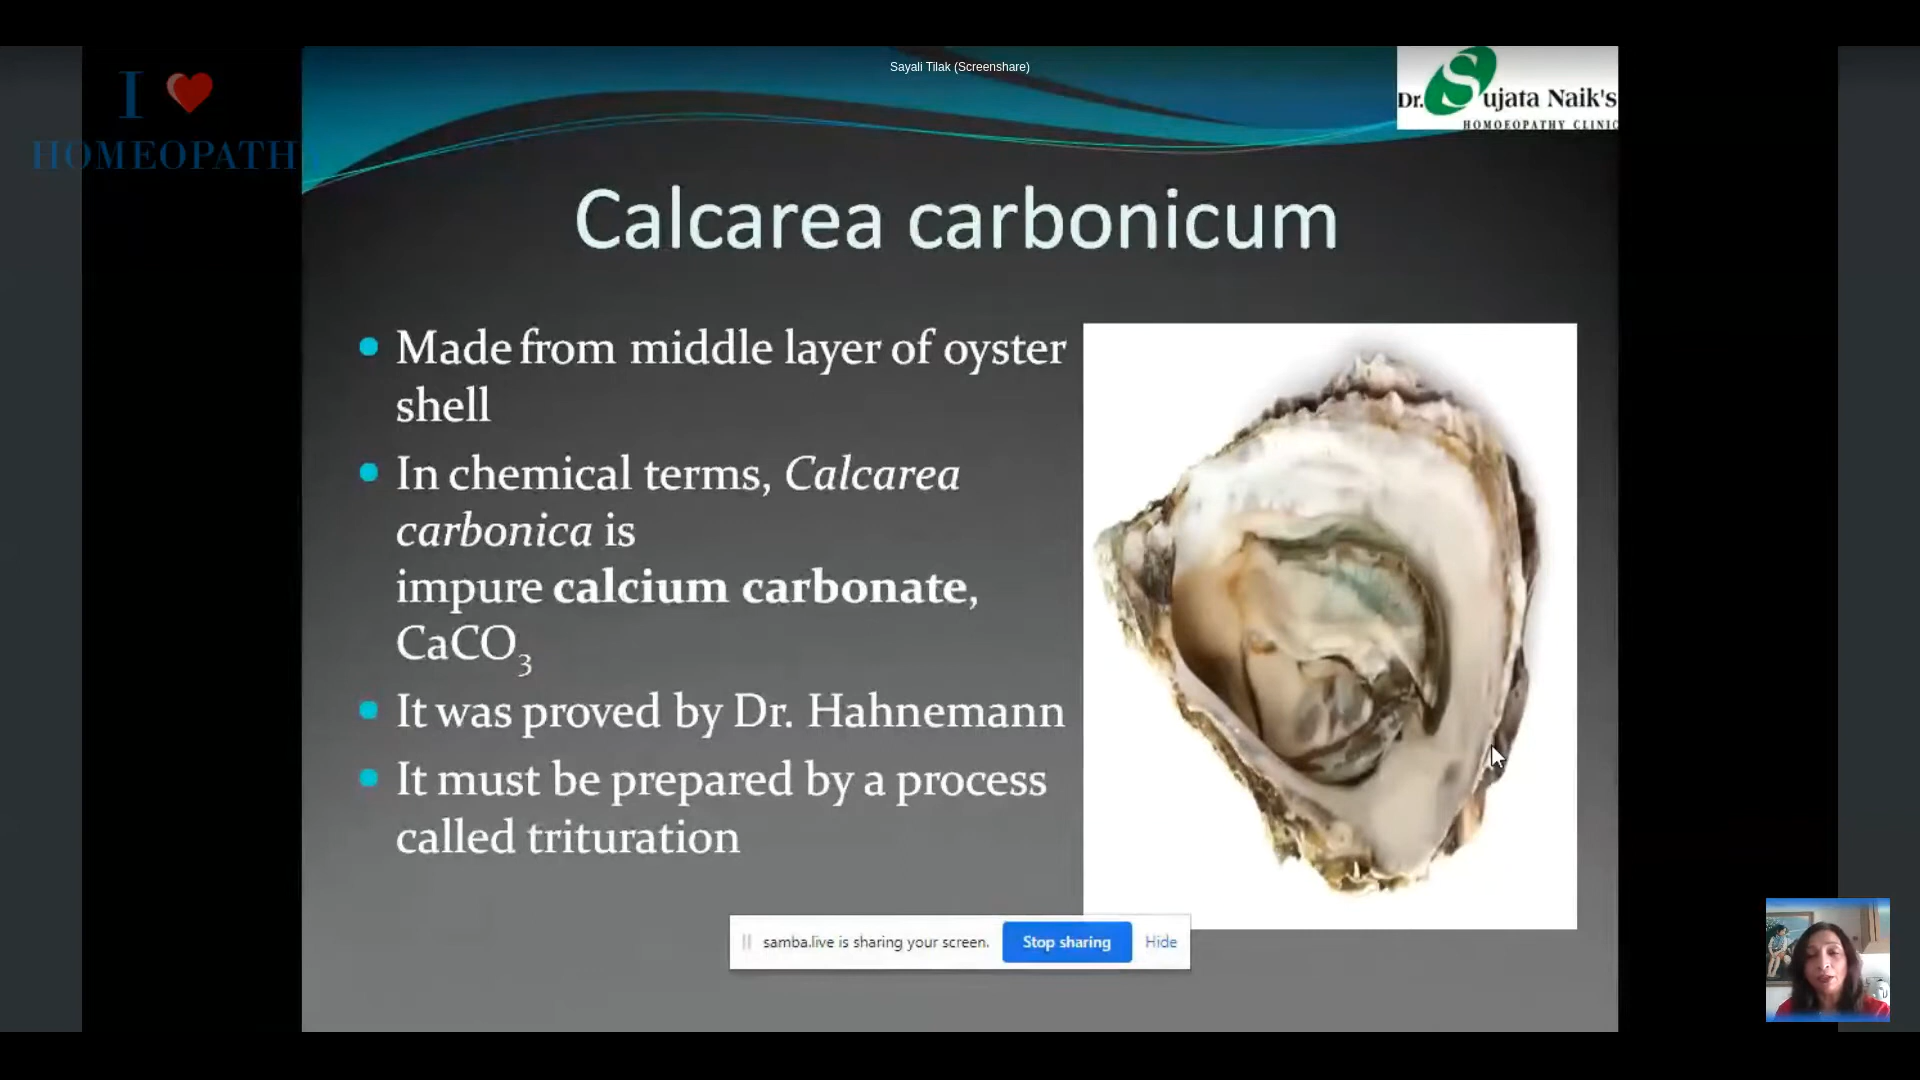 Sayali Tilak (Screenshare)
I
HOMEOPATH
Dr. Sujata Naik's
HOMOEOPATHY CLINIC
Calcarea carbonicum
Made from middle layer of oyster
shell
In chemical terms, Calcarea
carbonica is
impure calcium carbonate,
CaCO₃
It was proved by Dr. Hahnemann
It must be prepared by a process
called trituration
samba.live is sharing your screen. Stop sharing Hide